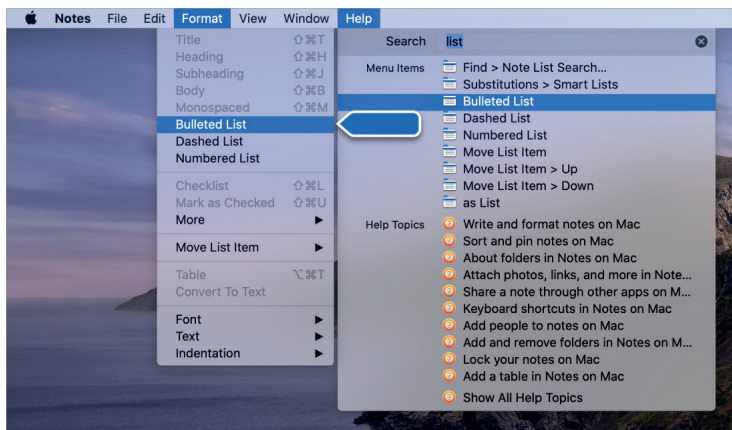 Notes File Edit Format View Window Help
Title ⇧⌘T
Heading ⇧⌘H
Subheading ⇧⌘J
Body ⇧⌘B
Monospaced ⇧⌘M
Bulleted List
Dashed List
Numbered List
Checklist ⇧⌘L
Mark as Checked ⇧⌘U
More ▶
Move List Item ▶
Table ⌥⌘T
Convert To Text
Font ▶
Text ▶
Indentation ▶
Search list
Menu Items
Find > Note List Search...
Substitutions > Smart Lists
Bulleted List
Dashed List
Numbered List
Move List Item
Move List Item > Up
Move List Item > Down
as List
Help Topics
Write and format notes on Mac
Sort and pin notes on Mac
About folders in Notes on Mac
Attach photos, links, and more in Note...
Share a note through other apps on M...
Keyboard shortcuts in Notes on Mac
Add people to notes on Mac
Add and remove folders in Notes on M...
Lock your notes on Mac
Add a table in Notes on Mac
Show All Help Topics